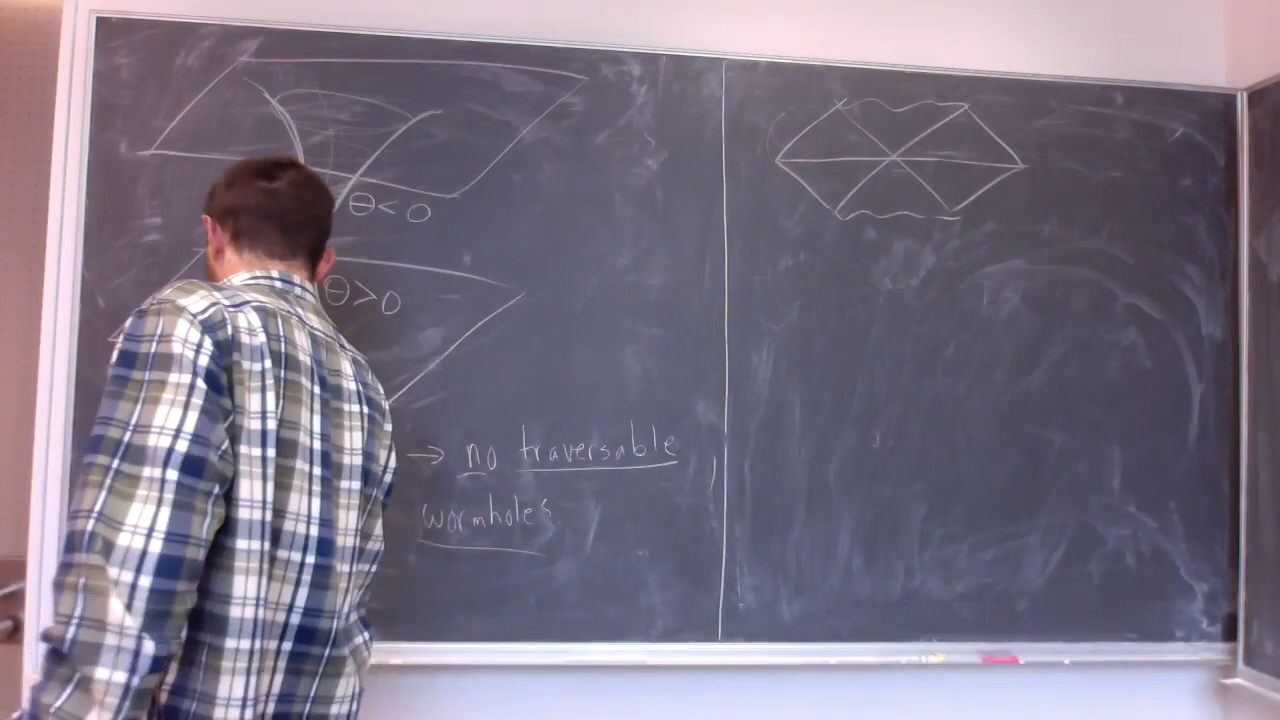 θ < 0
θ > 0
→ no traversable
wormholes